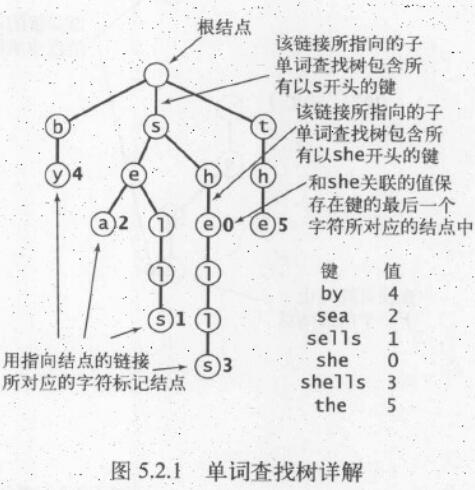 根结点
该链接所指向的子
单词查找树包含所
有以s开头的键
该链接所指向的子
单词查找树包含所
有以she开头的键
b
s
t
y 4
e
h
h
和she关联的值保
存在键的最后一个
字符所对应的结点中
a 2
l
e 0
e 5
l
l
s 1
l
s 3
用指向结点的链接
所对应的字符标记结点
键 值
by 4
sea
sells 1
she 0
shells 3
the 5
图 5.2.1 单词查找树详解